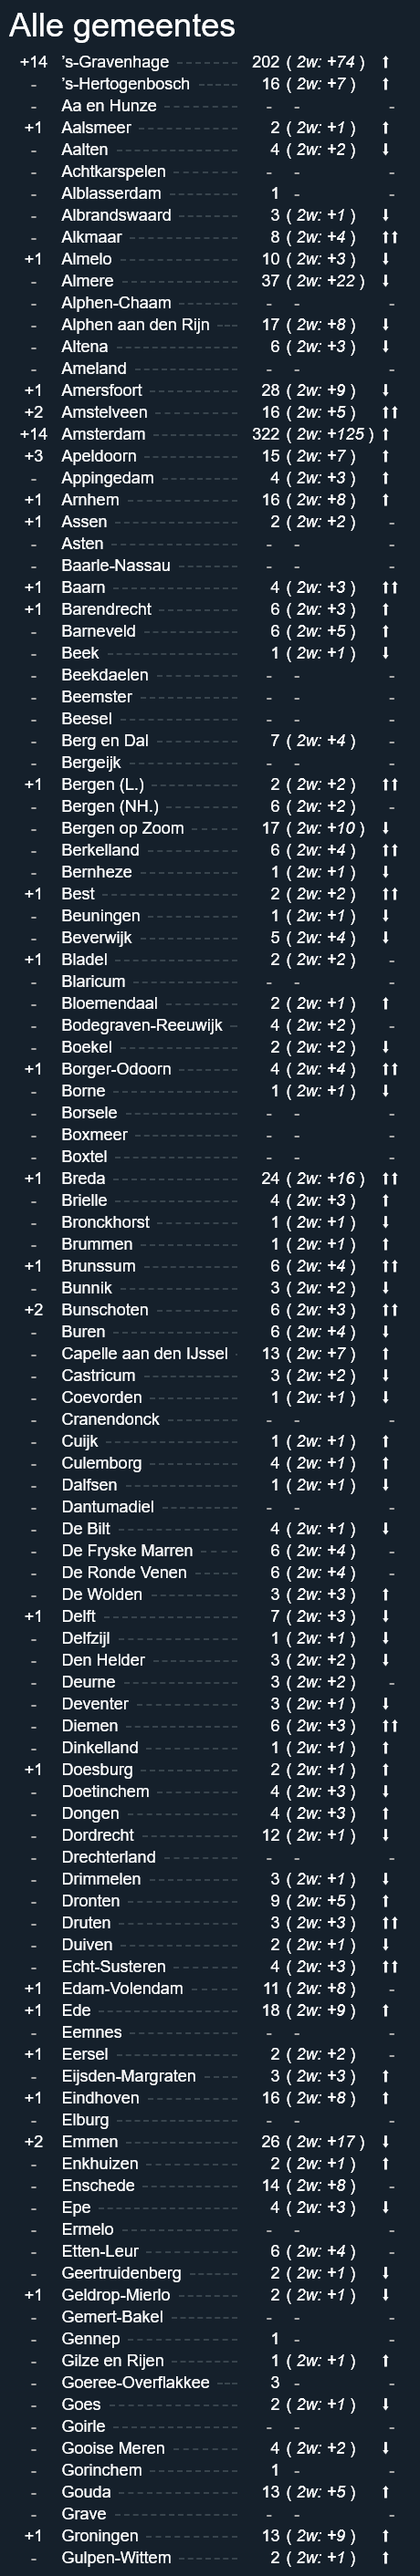 Alle gemeentes
+14 's-Gravenhage ------ 202 ( 2w: +74 ) ⬆
- 's-Hertogenbosch ------ 16 ( 2w: +7 ) ⬆
- Aa en Hunze ------ - - -
+1 Aalsmeer ------ 2 ( 2w: +1 ) ⬆
- Aalten ------ 4 ( 2w: +2 ) ⬇
- Achtkarspelen ------ - - -
- Alblasserdam ------ 1 - -
- Albrandswaard ------ 3 ( 2w: +1 ) ⬇
- Alkmaar ------ 8 ( 2w: +4 ) ⬆⬆
+1 Almelo ------ 10 ( 2w: +3 ) ⬇
- Almere ------ 37 ( 2w: +22 ) ⬇
- Alphen-Chaam ------ - - -
- Alphen aan den Rijn --- 17 ( 2w: +8 ) ⬇
- Altena ------ 6 ( 2w: +3 ) ⬇
- Ameland ------ - - -
+1 Amersfoort ------ 28 ( 2w: +9 ) ⬇
+2 Amstelveen ------ 16 ( 2w: +5 ) ⬆⬆
+14 Amsterdam ------ 322 ( 2w: +125 ) ⬆
+3 Apeldoorn ------ 15 ( 2w: +7 ) ⬆
- Appingedam ------ 4 ( 2w: +3 ) ⬆
+1 Arnhem ------ 16 ( 2w: +8 ) ⬆
+1 Assen ------ 2 ( 2w: +2 ) -
- Asten ------ - - -
- Baarle-Nassau ------ - - -
+1 Baarn ------ 4 ( 2w: +3 ) ⬆⬆
+1 Barendrecht ------ 6 ( 2w: +3 ) ⬆
- Barneveld ------ 6 ( 2w: +5 ) ⬆
- Beek ------ 1 ( 2w: +1 ) ⬇
- Beekdaelen ------ - - -
- Beemster ------ - - -
- Beesel ------ - - -
- Berg en Dal ------ 7 ( 2w: +4 ) -
- Bergeijk ------ - - -
+1 Bergen (L.) ------ 2 ( 2w: +2 ) ⬆⬆
- Bergen (NH.) ------ 6 ( 2w: +2 ) -
- Bergen op Zoom ------ 17 ( 2w: +10 ) ⬇
- Berkelland ------ 6 ( 2w: +4 ) ⬆⬆
- Bernheze ------ 1 ( 2w: +1 ) ⬇
+1 Best ------ 2 ( 2w: +2 ) ⬆⬆
- Beuningen ------ 1 ( 2w: +1 ) ⬇
- Beverwijk ------ 5 ( 2w: +4 ) ⬇
+1 Bladel ------ 2 ( 2w: +2 ) -
- Blaricum ------ - - -
- Bloemendaal ------ 2 ( 2w: +1 ) ⬆
- Bodegraven-Reeuwijk - 4 ( 2w: +2 ) -
- Boekel ------ 2 ( 2w: +2 ) ⬇
+1 Borger-Odoorn ------ 4 ( 2w: +4 ) ⬆⬆
- Borne ------ 1 ( 2w: +1 ) ⬇
- Borsele ------ - - -
- Boxmeer ------ - - -
- Boxtel ------ - - -
+1 Breda ------ 24 ( 2w: +16 ) ⬆⬆
- Brielle ------ 4 ( 2w: +3 ) ⬆
- Bronckhorst ------ 1 ( 2w: +1 ) ⬇
- Brummen ------ 1 ( 2w: +1 ) ⬆
+1 Brunssum ------ 6 ( 2w: +4 ) ⬆⬆
- Bunnik ------ 3 ( 2w: +2 ) ⬇
+2 Bunschoten ------ 6 ( 2w: +3 ) ⬆⬆
- Buren ------ 6 ( 2w: +4 ) ⬇
- Capelle aan den IJssel - 13 ( 2w: +7 ) ⬆
- Castricum ------ 3 ( 2w: +2 ) ⬇
- Coevorden ------ 1 ( 2w: +1 ) ⬇
- Cranendonck ------ - - -
- Cuijk ------ 1 ( 2w: +1 ) ⬆
- Culemborg ------ 4 ( 2w: +1 ) ⬆
- Dalfsen ------ 1 ( 2w: +1 ) ⬇
- Dantumadiel ------ - - -
- De Bilt ------ 4 ( 2w: +1 ) ⬇
- De Fryske Marren ------ 6 ( 2w: +4 ) -
- De Ronde Venen ------ 6 ( 2w: +4 ) -
- De Wolden ------ 3 ( 2w: +3 ) ⬆
+1 Delft ------ 7 ( 2w: +3 ) ⬇
- Delfzijl ------ 1 ( 2w: +1 ) ⬇
- Den Helder ------ 3 ( 2w: +2 ) ⬇
- Deurne ------ 3 ( 2w: +2 ) -
- Deventer ------ 3 ( 2w: +1 ) ⬇
- Diemen ------ 6 ( 2w: +3 ) ⬆⬆
- Dinkelland ------ 1 ( 2w: +1 ) ⬆
+1 Doesburg ------ 2 ( 2w: +1 ) ⬆
- Doetinchem ------ 4 ( 2w: +3 ) ⬇
- Dongen ------ 4 ( 2w: +3 ) ⬆
- Dordrecht ------ 12 ( 2w: +1 ) ⬇
- Drechterland ------ - - -
- Drimmelen ------ 3 ( 2w: +1 ) ⬇
- Dronten ------ 9 ( 2w: +5 ) ⬆
- Druten ------ 3 ( 2w: +3 ) ⬆⬆
- Duiven ------ 2 ( 2w: +1 ) ⬇
- Echt-Susteren ------ 4 ( 2w: +3 ) ⬆⬆
+1 Edam-Volendam ------ 11 ( 2w: +8 ) -
+1 Ede ------ 18 ( 2w: +9 ) ⬆
- Eemnes ------ - - -
+1 Eersel ------ 2 ( 2w: +2 ) -
- Eijsden-Margraten ----- 3 ( 2w: +3 ) ⬆
+1 Eindhoven ------ 16 ( 2w: +8 ) ⬆
- Elburg ------ - - -
+2 Emmen ------ 26 ( 2w: +17 ) ⬇
- Enkhuizen ------ 2 ( 2w: +1 ) ⬆
- Enschede ------ 14 ( 2w: +8 ) -
- Epe ------ 4 ( 2w: +3 ) ⬇
- Ermelo ------ - - -
- Etten-Leur ------ 6 ( 2w: +4 ) -
- Geertruidenberg ------ 2 ( 2w: +1 ) ⬇
+1 Geldrop-Mierlo ------ 2 ( 2w: +1 ) ⬇
- Gemert-Bakel ------ - - -
- Gennep ------ 1 - -
- Gilze en Rijen ------ 1 ( 2w: +1 ) ⬆
- Goeree-Overflakkee --- 3 - -
- Goes ------ 2 ( 2w: +1 ) ⬇
- Goirle ------ - - -
- Gooise Meren ------ 4 ( 2w: +2 ) ⬇
- Gorinchem ------ 1 - -
- Gouda ------ 13 ( 2w: +5 ) ⬆
- Grave ------ - - -
+1 Groningen ------ 13 ( 2w: +9 ) ⬆
- Gulpen-Wittem ------ 2 ( 2w: +1 ) ⬆